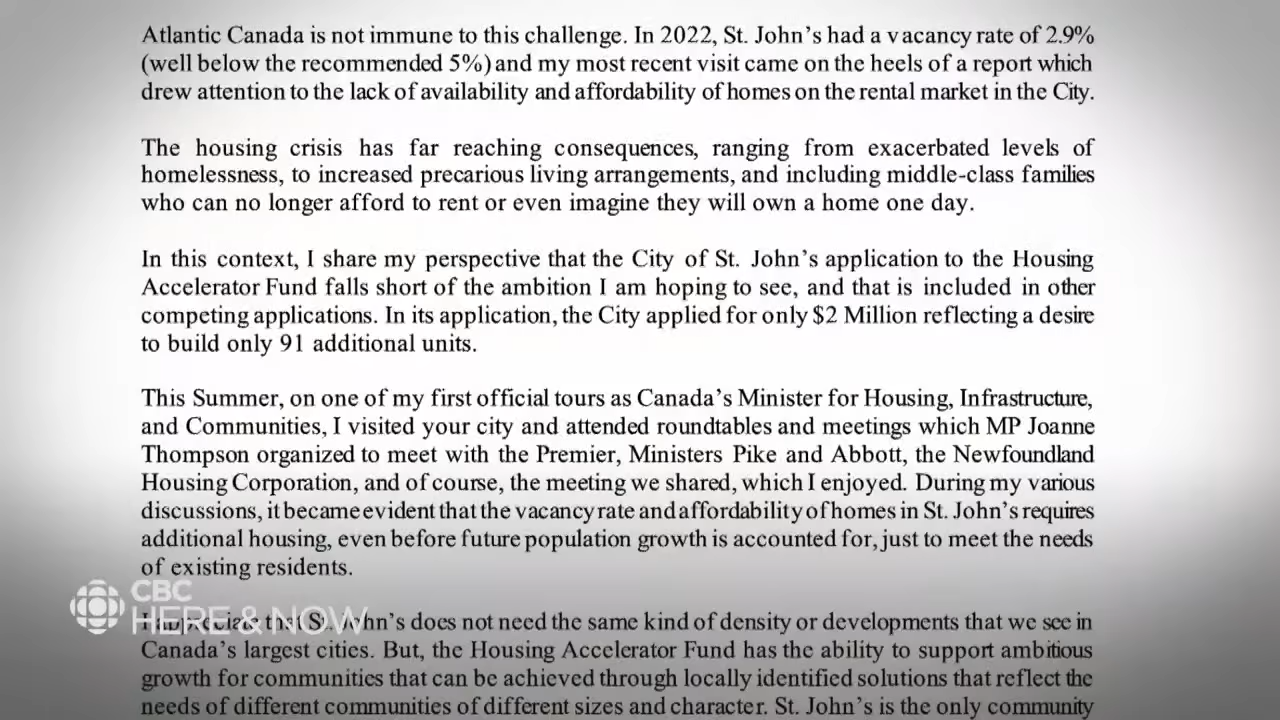 Atlantic Canada is not immune to this challenge. In 2022, St. John’s had a vacancy rate of 2.9%
(well below the recommended 5%) and my most recent visit came on the heels of a report which
drew attention to the lack of availability and affordability of homes on the rental market in the City.
The housing crisis has far reaching consequences, ranging from exacerbated levels of
homelessness, to increased precarious living arrangements, and including middle-class families
who can no longer afford to rent or even imagine they will own a home one day.
In this context, I share my perspective that the City of St. John’s application to the Housing
Accelerator Fund falls short of the ambition I am hoping to see, and that is included in other
competing applications. In its application, the City applied for only $2 Million reflecting a desire
to build only 91 additional units.
This Summer, on one of my first official tours as Canada’s Minister for Housing, Infrastructure,
and Communities, I visited your city and attended roundtables and meetings which MP Joanne
Thompson organized to meet with the Premier, Ministers Pike and Abbott, the Newfoundland
Housing Corporation, and of course, the meeting we shared, which I enjoyed. During my various
discussions, it became evident that the vacancy rate and affordability of homes in St. John’s requires
additional housing, even before future population growth is accounted for, just to meet the needs
of existing residents.
CBC
HERE & NOW
I appreciate that St. John’s does not need the same kind of density or developments that we see in
Canada’s largest cities. But, the Housing Accelerator Fund has the ability to support ambitious
growth for communities that can be achieved through locally identified solutions that reflect the
needs of different communities of different sizes and character. St. John’s is the only community